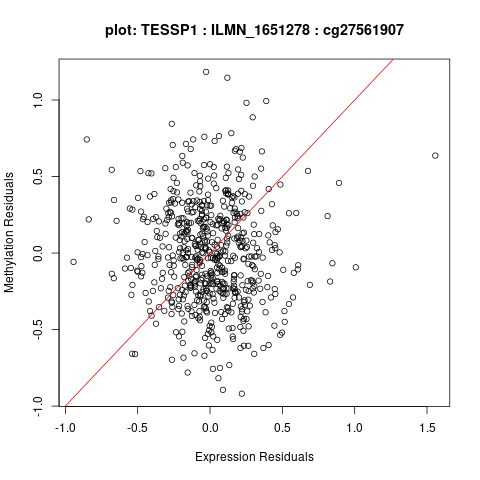 plot: TESSP1 : ILMN_1651278 : cg27561907
Methylation Residuals
1.0
0.5
0.0
-0.5
-1.0
-1.0 -0.5 0.0 0.5 1.0 1.5
Expression Residuals